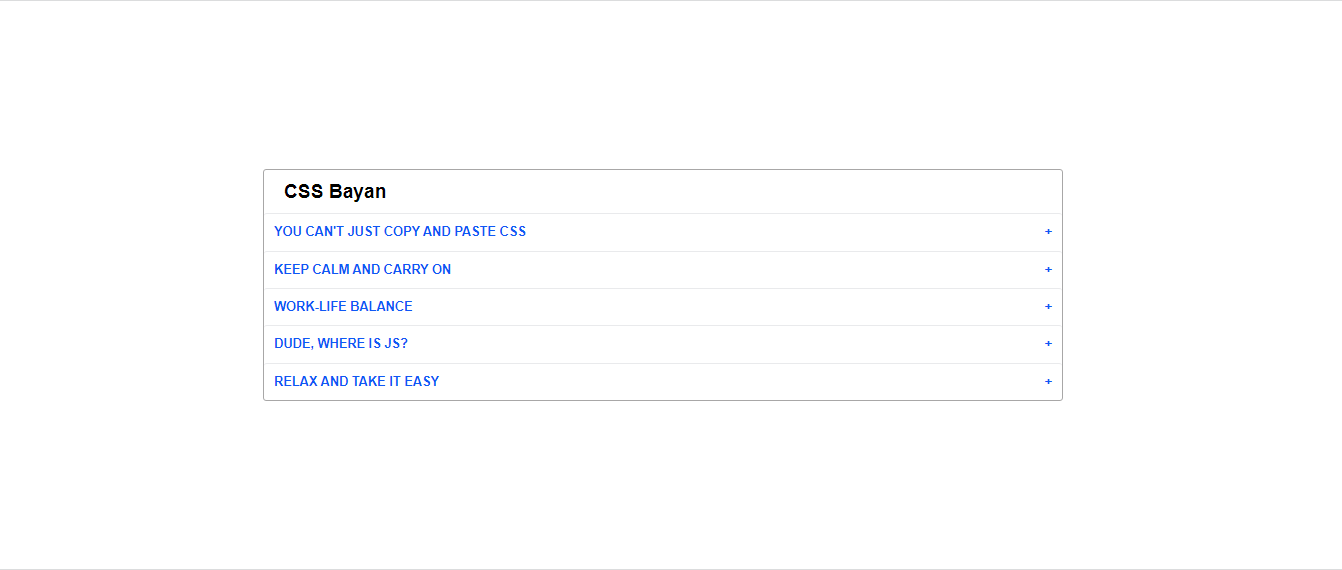 CSS Bayan
YOU CAN'T JUST COPY AND PASTE CSS +
KEEP CALM AND CARRY ON +
WORK-LIFE BALANCE +
DUDE, WHERE IS JS? +
RELAX AND TAKE IT EASY +